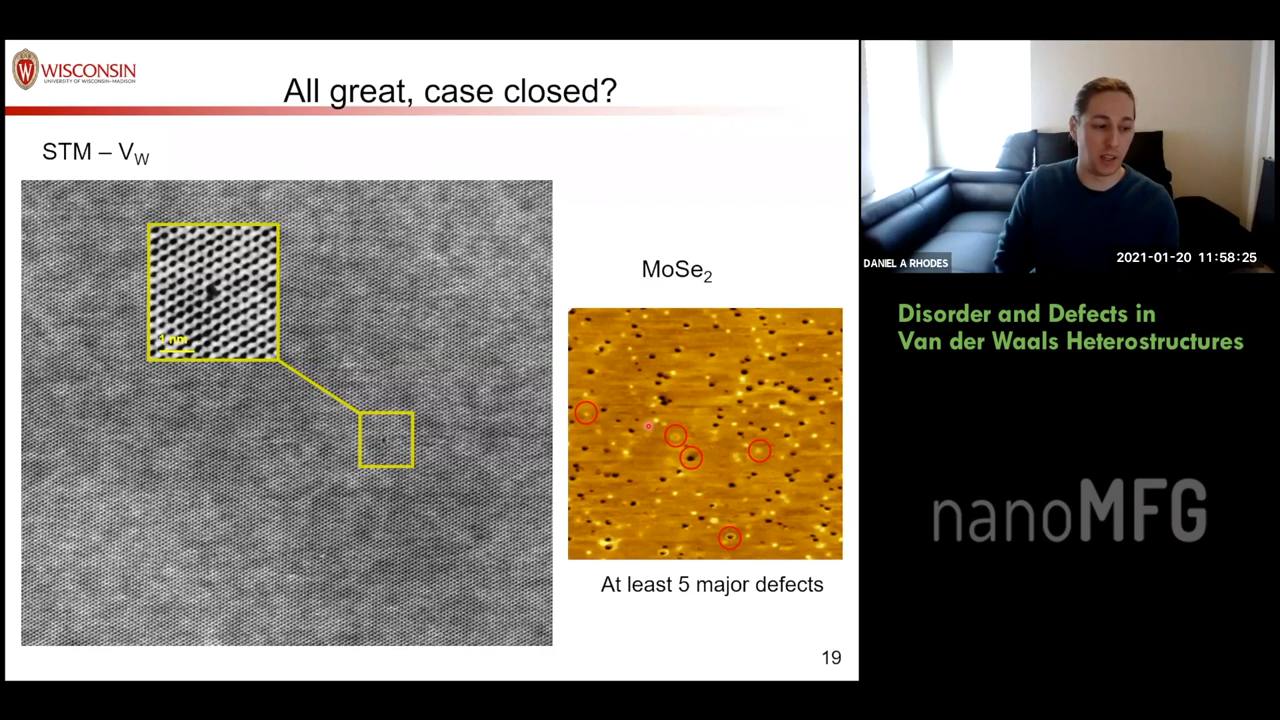 W WISCONSIN
UNIVERSITY OF WISCONSIN–MADISON
All great, case closed?
STM – VW
1 nm
MoSe2
At least 5 major defects
19
DANIEL A RHODES
2021-01-20 11:58:25
Disorder and Defects in
Van der Waals Heterostructures
nanoMFG